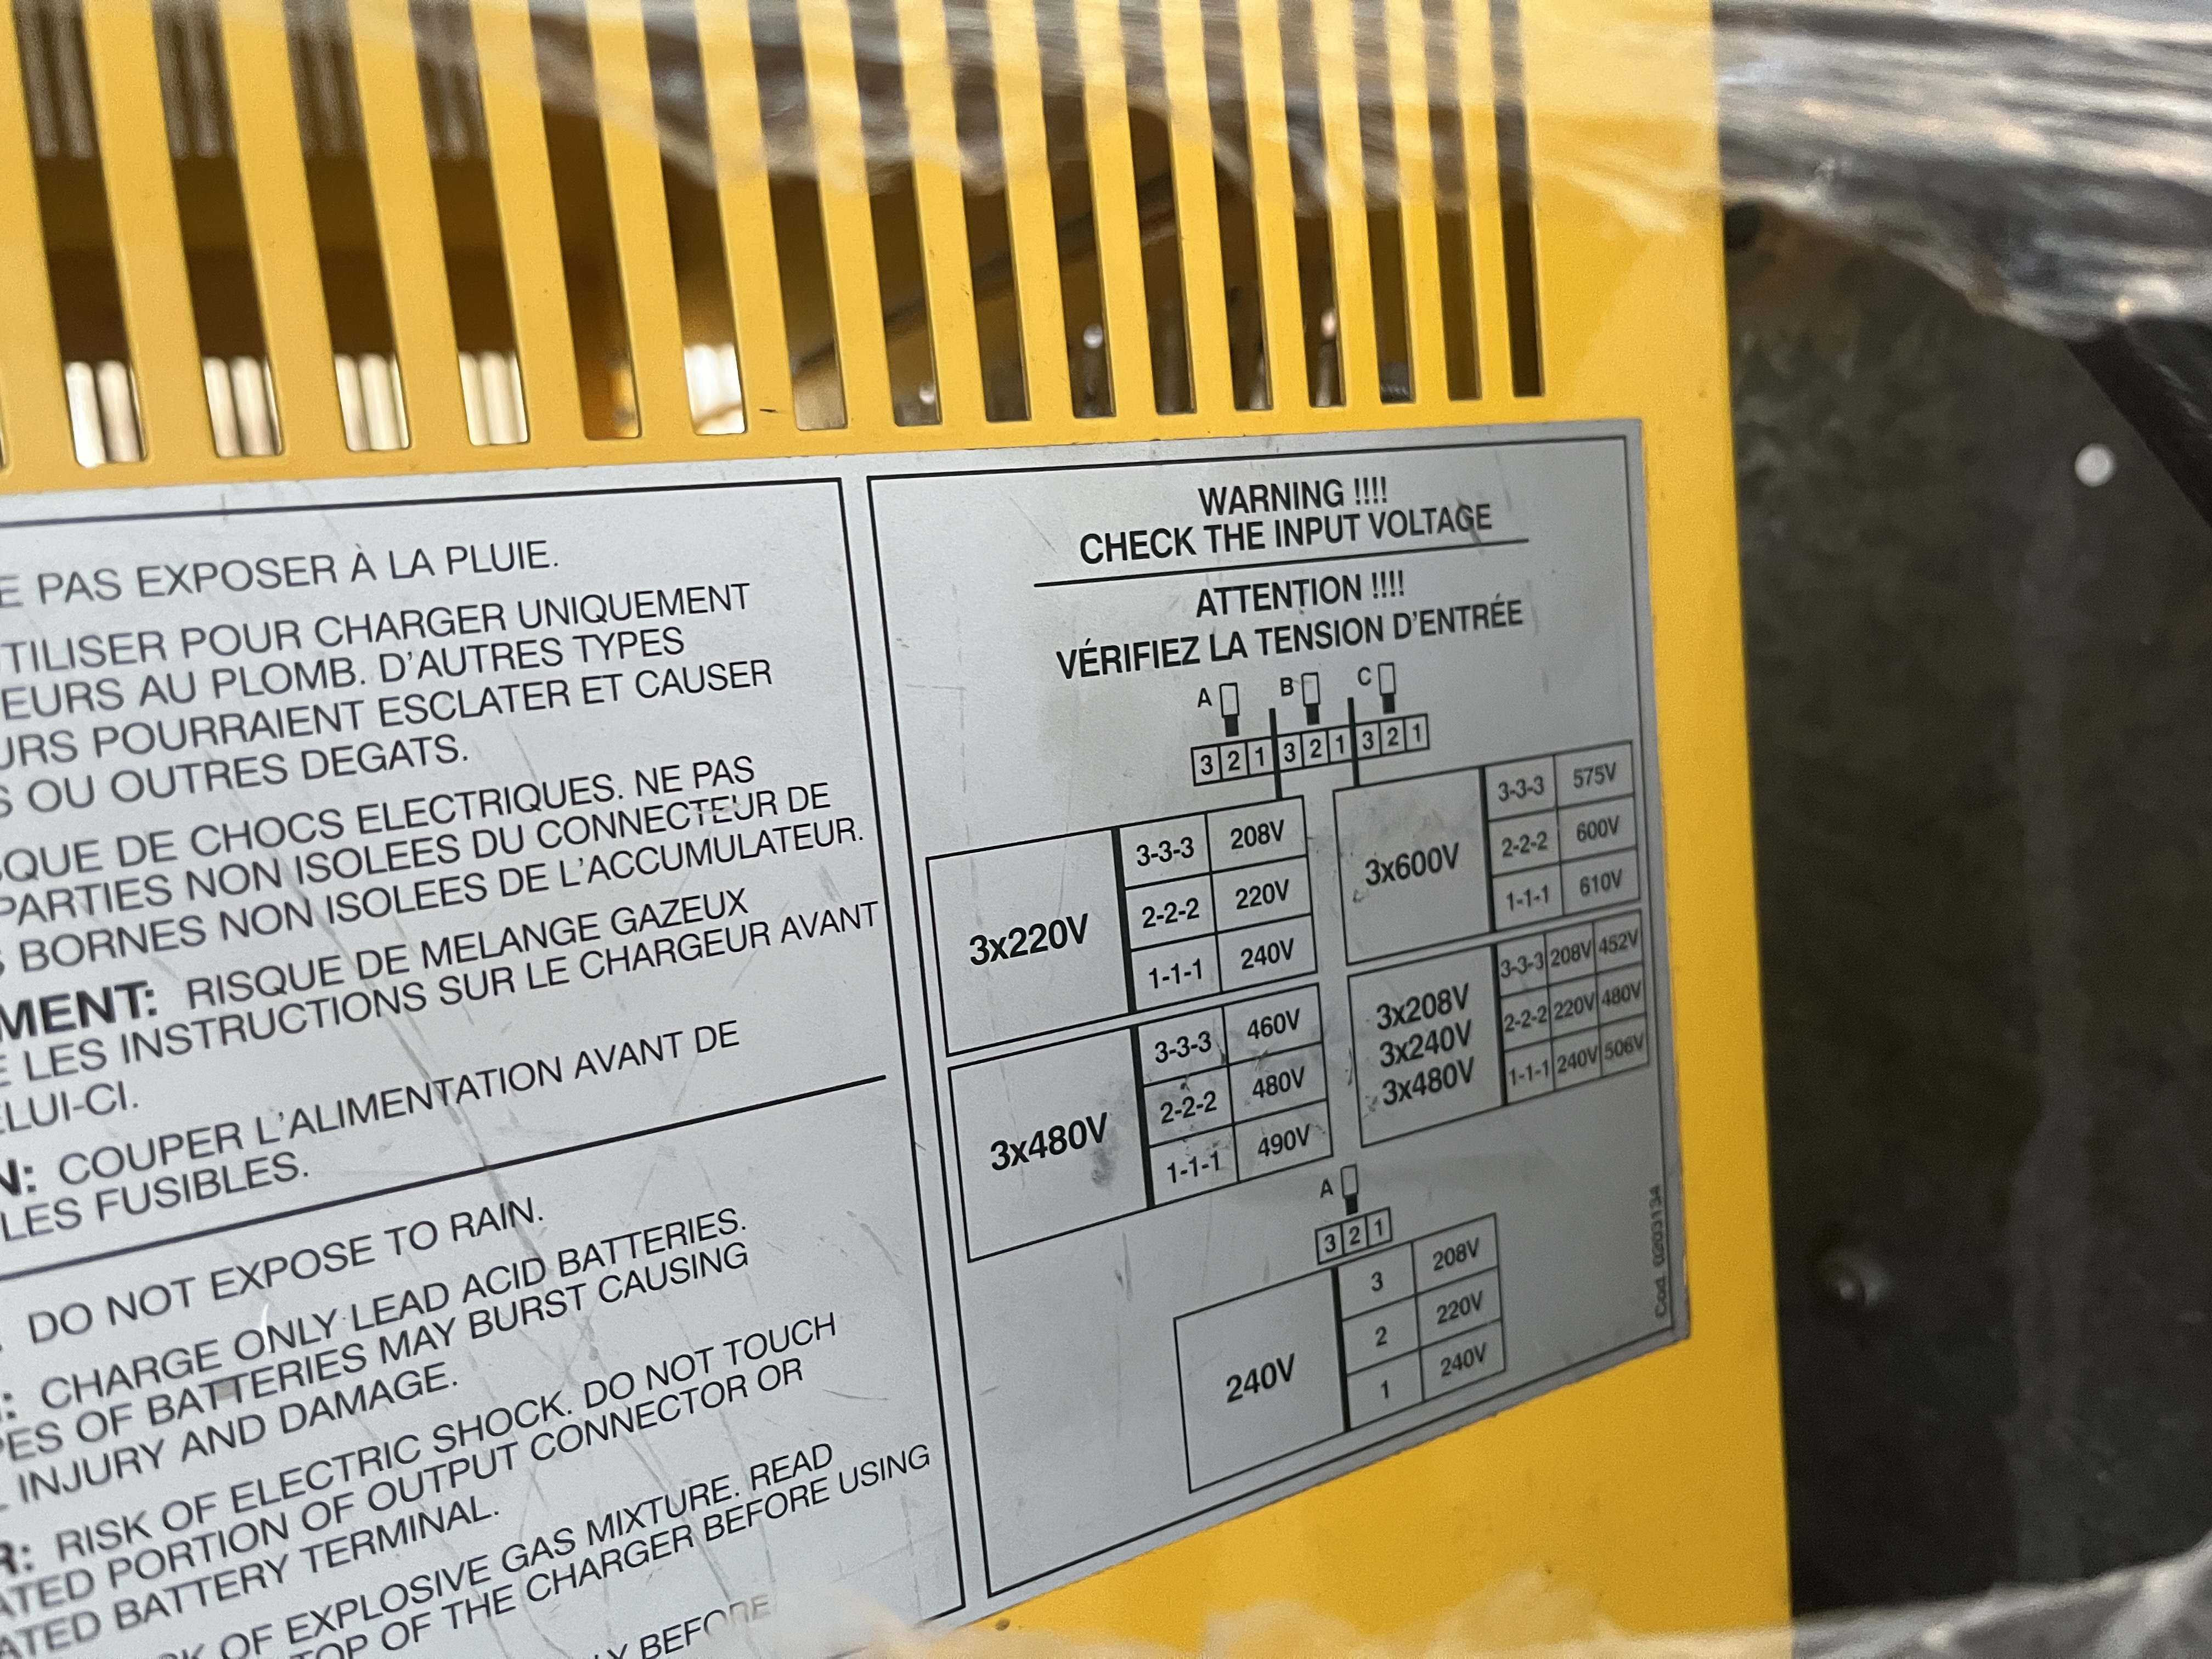 E PAS EXPOSER À LA PLUIE.
TILISER POUR CHARGER UNIQUEMENT
EURS AU PLOMB. D'AUTRES TYPES
URS POURRAIENT ESCLATER ET CAUSER
S OU OUTRES DEGATS.
SQUE DE CHOCS ELECTRIQUES. NE PAS
PARTIES NON ISOLEES DU CONNECTEUR DE
S BORNES NON ISOLEES DE L'ACCUMULATEUR.
MENT: RISQUE DE MELANGE GAZEUX
E LES INSTRUCTIONS SUR LE CHARGEUR AVANT
ELUI-CI.
N: COUPER L'ALIMENTATION AVANT DE
LES FUSIBLES.
DO NOT EXPOSE TO RAIN.
: CHARGE ONLY LEAD ACID BATTERIES.
PES OF BATTERIES MAY BURST CAUSING
INJURY AND DAMAGE.
R: RISK OF ELECTRIC SHOCK. DO NOT TOUCH
ATED PORTION OF OUTPUT CONNECTOR OR
ATED BATTERY TERMINAL.
SK OF EXPLOSIVE GAS MIXTURE. READ
TOP OF THE CHARGER BEFORE USING
Y BEFORE
WARNING !!!!
CHECK THE INPUT VOLTAGE
ATTENTION !!!!
VÉRIFIEZ LA TENSION D'ENTRÉE
A B C
3 2 1 3 2 1 3 2 1
3x220V
3-3-3 208V
2-2-2 220V
1-1-1 240V
3x600V
3-3-3 575V
2-2-2 600V
1-1-1 610V
3x480V
3-3-3 460V
2-2-2 480V
1-1-1 490V
3x208V
3x240V
3x480V
3-3-3 208V 452V
2-2-2 220V 480V
1-1-1 240V 506V
A
3 2 1
240V
3 208V
2 220V
1 240V
Cod. 0203134